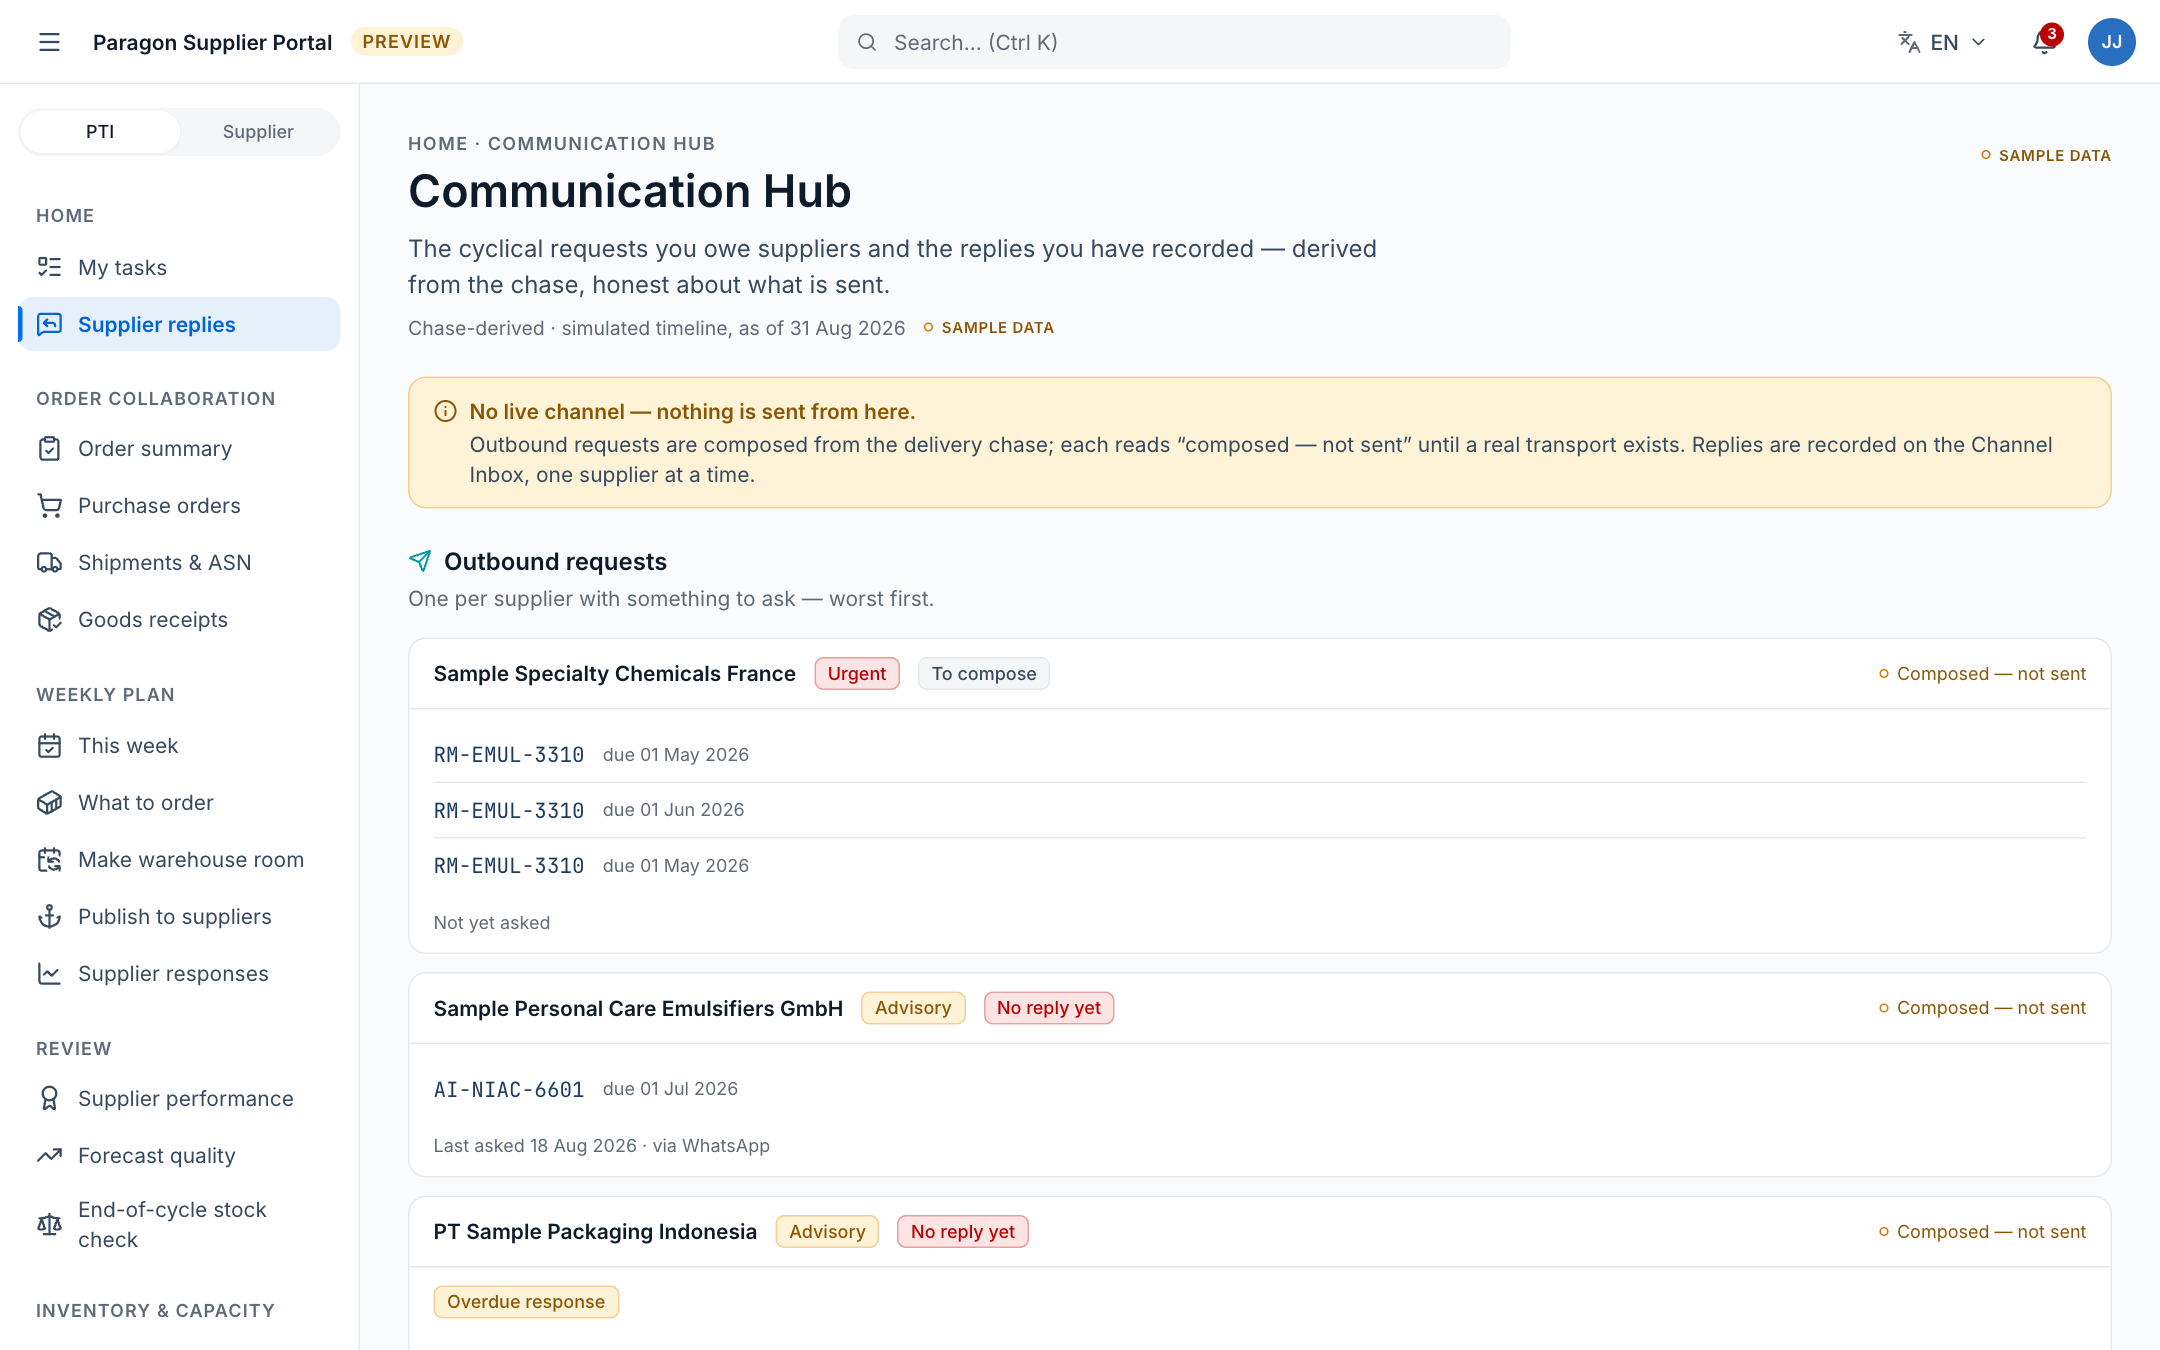 Paragon Supplier Portal PREVIEW
Search... (Ctrl K)
EN
3
JJ
PTI
Supplier
HOME
My tasks
Supplier replies
ORDER COLLABORATION
Order summary
Purchase orders
Shipments & ASN
Goods receipts
WEEKLY PLAN
This week
What to order
Make warehouse room
Publish to suppliers
Supplier responses
REVIEW
Supplier performance
Forecast quality
End-of-cycle stock
check
INVENTORY & CAPACITY
HOME · COMMUNICATION HUB
SAMPLE DATA
Communication Hub
The cyclical requests you owe suppliers and the replies you have recorded — derived
from the chase, honest about what is sent.
Chase-derived · simulated timeline, as of 31 Aug 2026 SAMPLE DATA
No live channel — nothing is sent from here.
Outbound requests are composed from the delivery chase; each reads “composed — not sent” until a real transport exists. Replies are recorded on the Channel
Inbox, one supplier at a time.
Outbound requests
One per supplier with something to ask — worst first.
Sample Specialty Chemicals France Urgent To compose Composed — not sent
RM-EMUL-3310 due 01 May 2026
RM-EMUL-3310 due 01 Jun 2026
RM-EMUL-3310 due 01 May 2026
Not yet asked
Sample Personal Care Emulsifiers GmbH Advisory No reply yet Composed — not sent
AI-NIAC-6601 due 01 Jul 2026
Last asked 18 Aug 2026 · via WhatsApp
PT Sample Packaging Indonesia Advisory No reply yet Composed — not sent
Overdue response